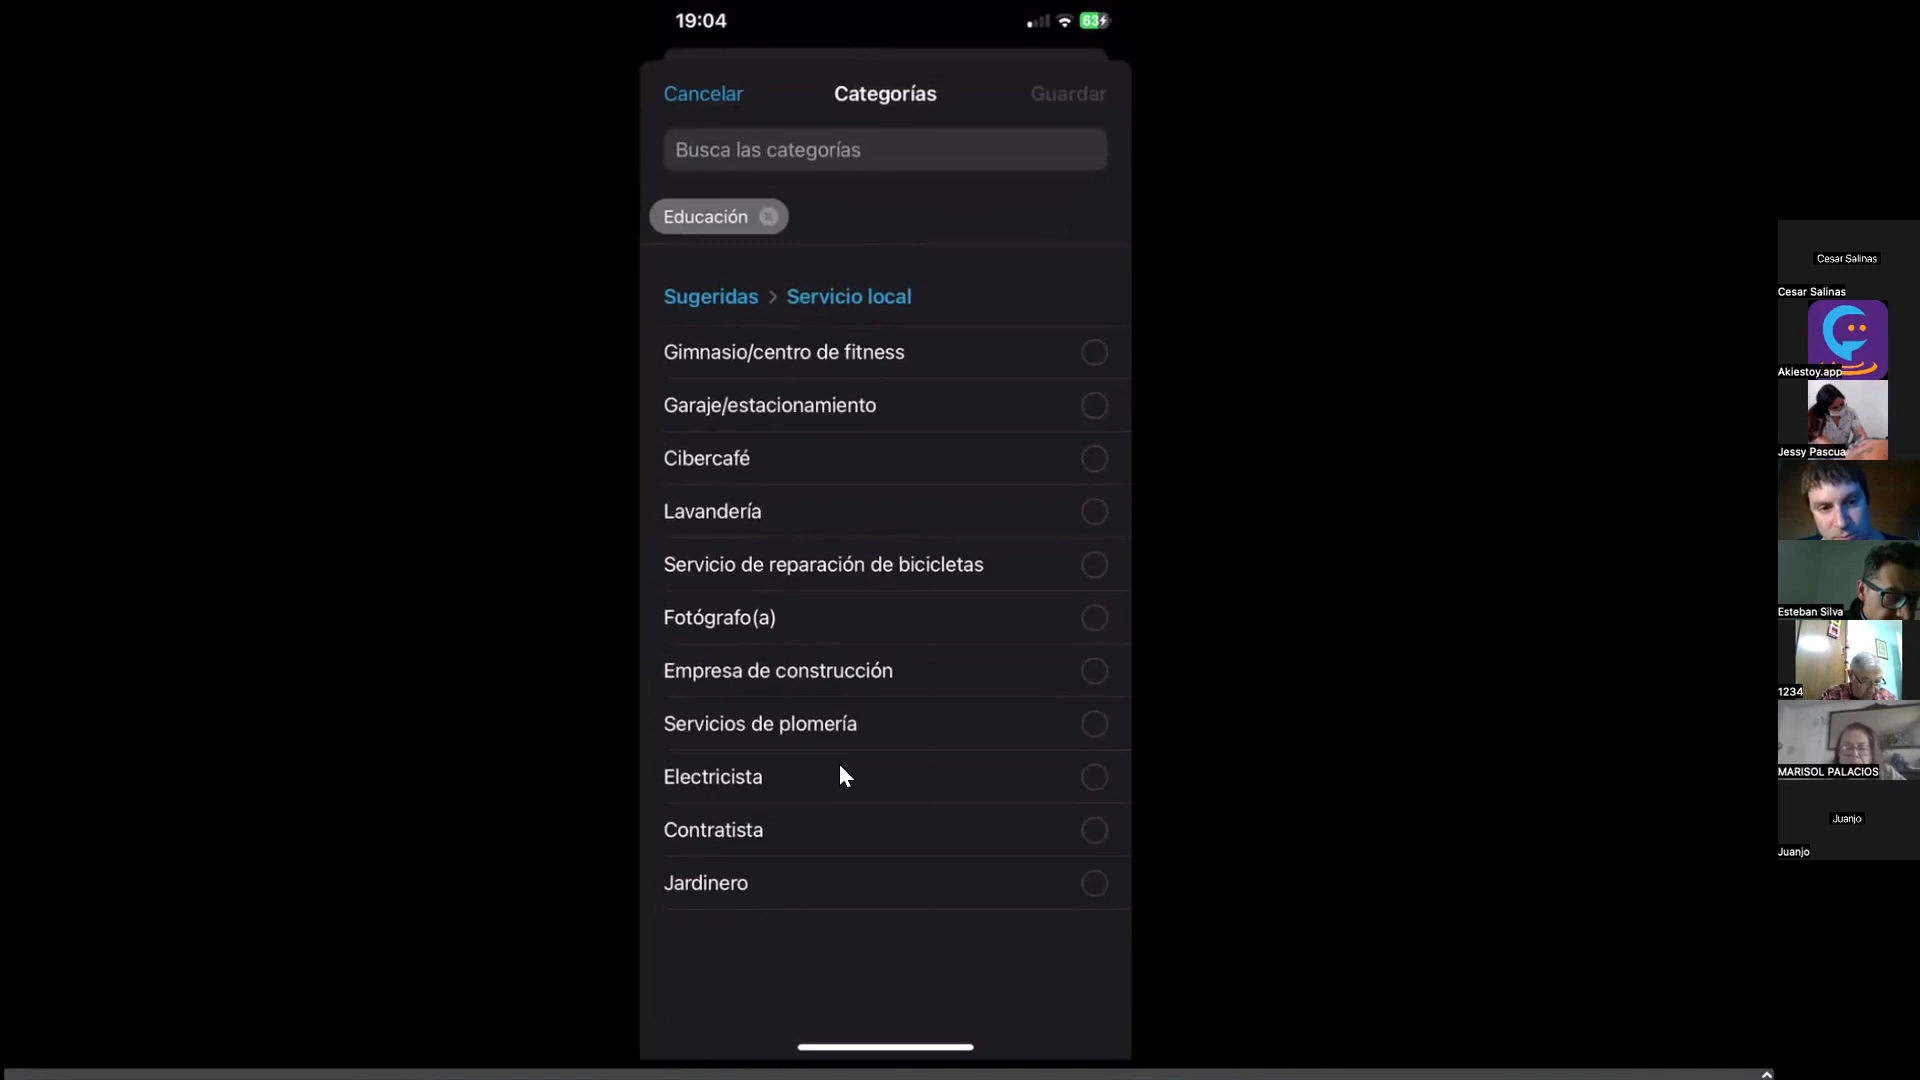 19:04
63
Cancelar
Categorías
Guardar
Busca las categorías
Educación
Sugeridas > Servicio local
Gimnasio/centro de fitness
Garaje/estacionamiento
Cibercafé
Lavandería
Servicio de reparación de bicicletas
Fotógrafo(a)
Empresa de construcción
Servicios de plomería
Electricista
Contratista
Jardinero
Cesar Salinas
Cesar Salinas
Akiestoy.app
Jessy Pascua
Esteban Silva
1234
MARISOL PALACIOS
Juanjo
Juanjo